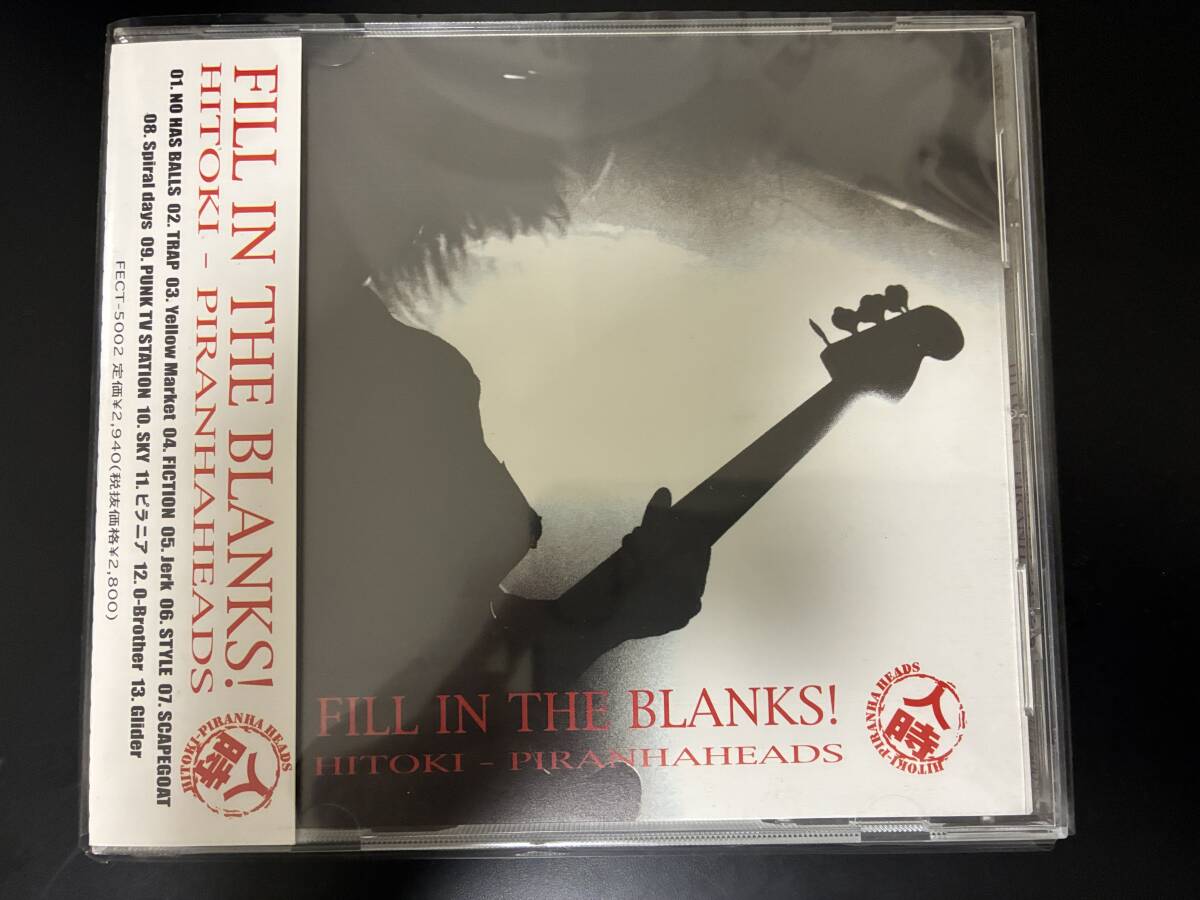 FILL IN THE BLANKS!
HITOKI - PIRANHAHEADS
01. NO HAS BALLS 02. TRAP 03. Yellow Market 04. FICTION 05. Jerk 06. STYLE 07. SCAPEGOAT
08. Spiral days 09. PUNK TV STATION 10. SKY 11. ピラニア 12. O-Brother 13. Glider
FECT-5002 定価¥2,940(税抜価格¥2,800)
人時
HITOKI-PIRANHA HEADS
FILL IN THE BLANKS!
HITOKI - PIRANHAHEADS
人時
HITOKI-PIRANHA HEADS